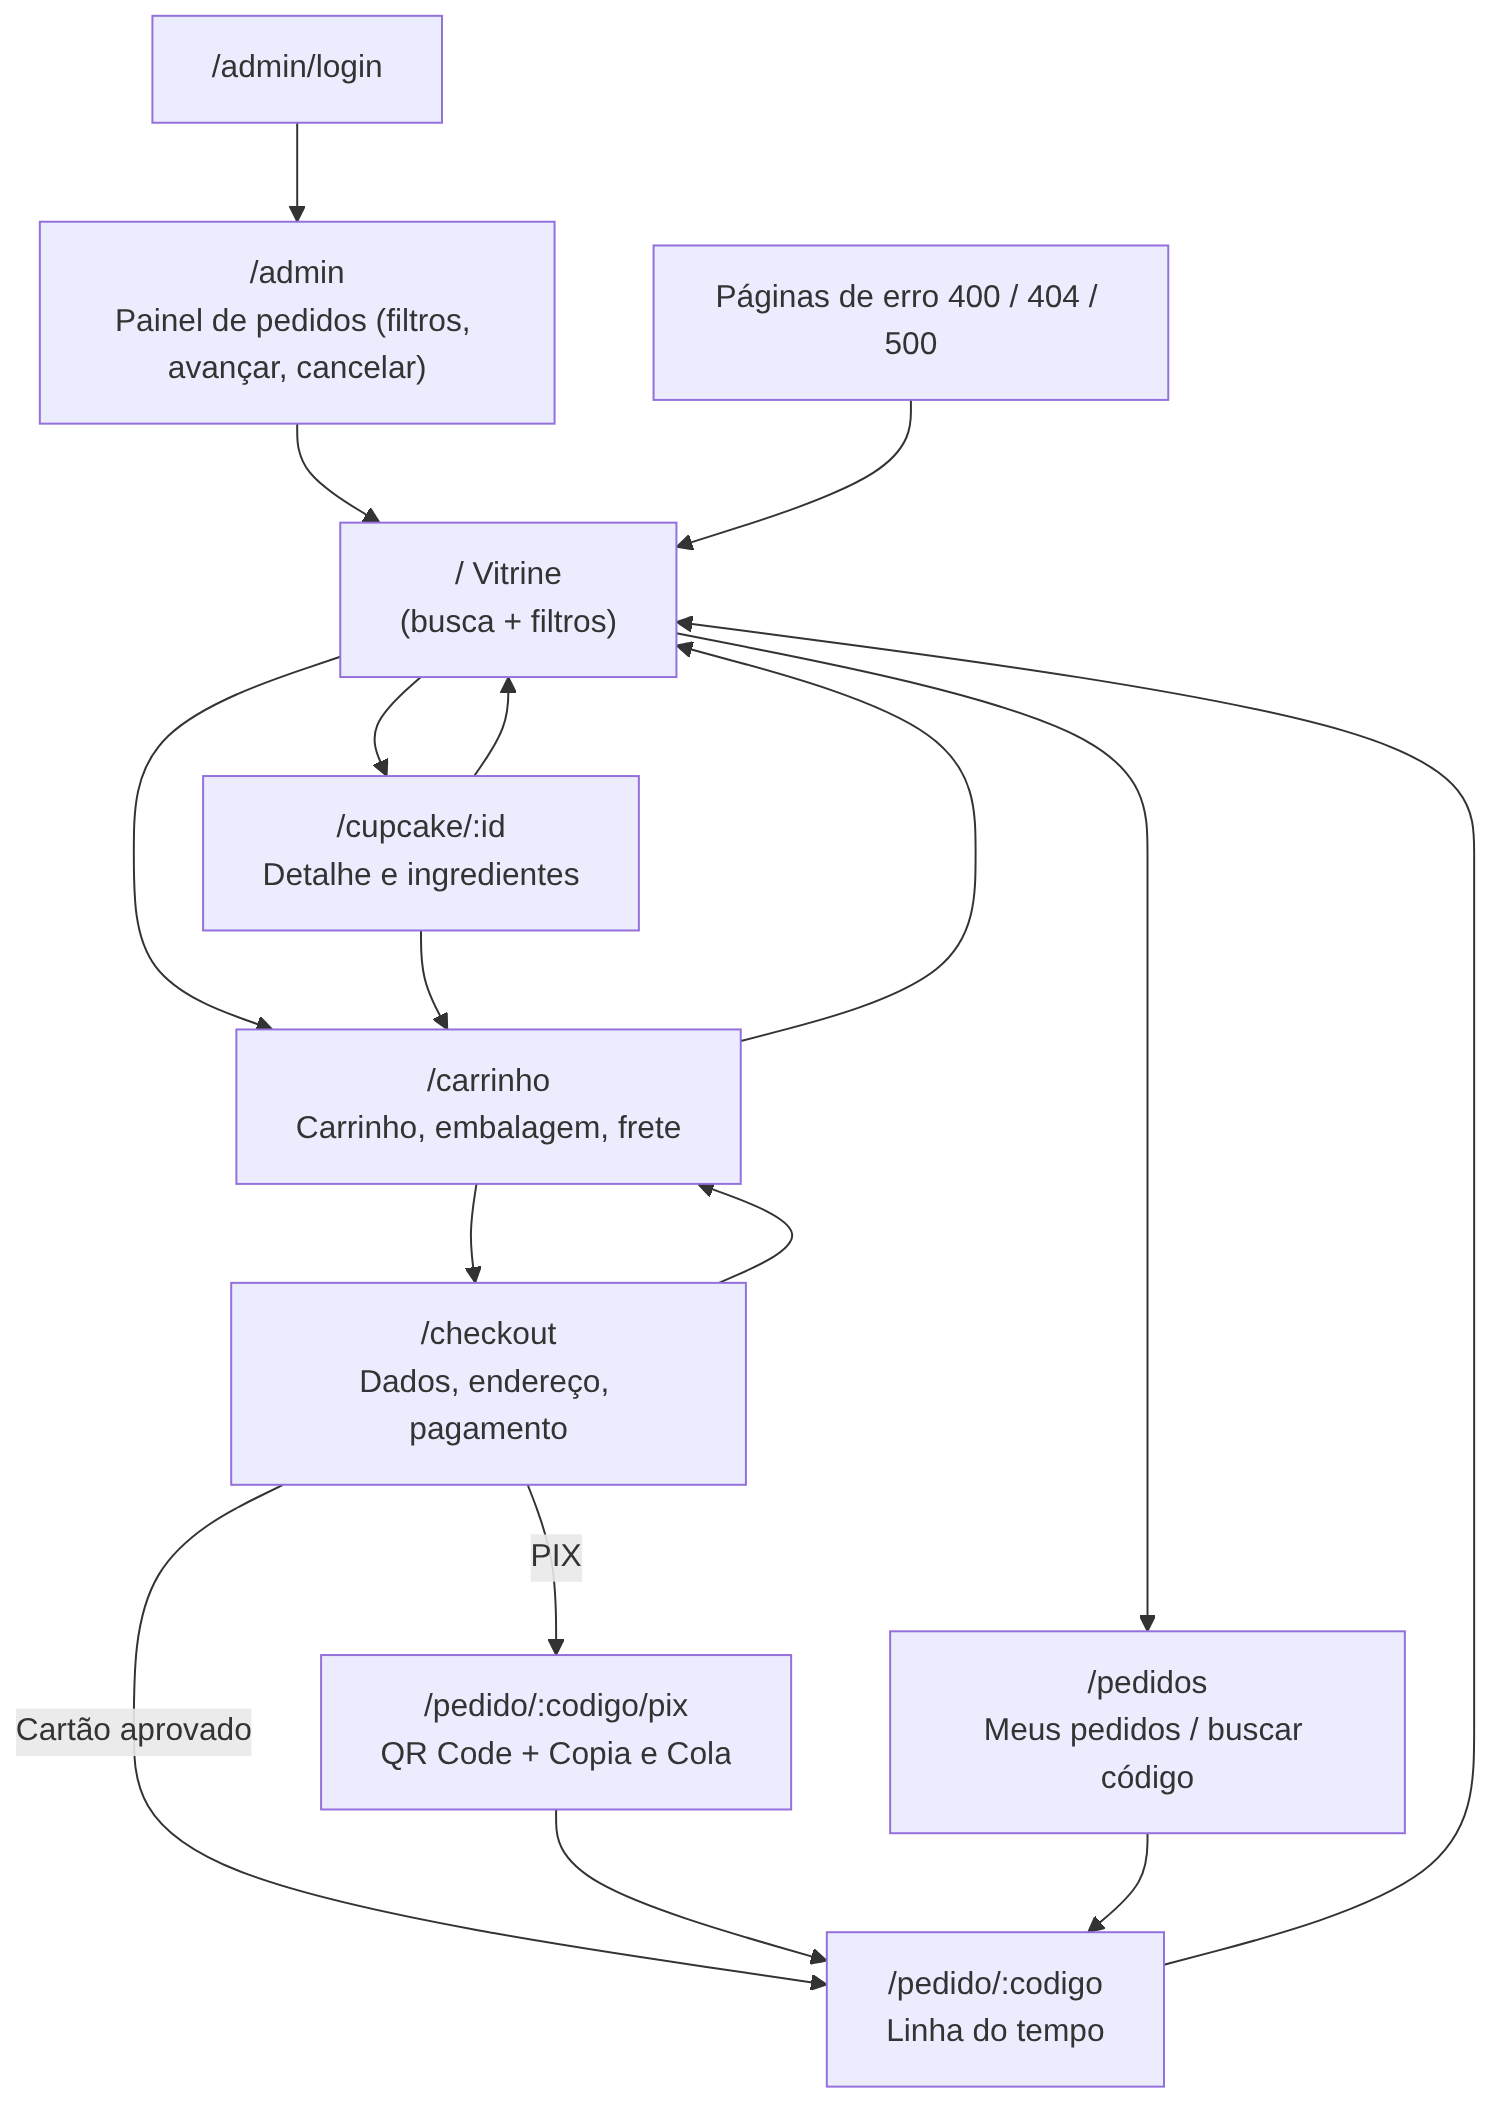 /admin/login
/admin
Painel de pedidos (filtros,
avançar, cancelar)
Páginas de erro 400 / 404 /
500
/ Vitrine
(busca + filtros)
/cupcake/:id
Detalhe e ingredientes
/carrinho
Carrinho, embalagem, frete
/checkout
Dados, endereço,
pagamento
PIX
Cartão aprovado
/pedido/:codigo/pix
QR Code + Copia e Cola
/pedidos
Meus pedidos / buscar
código
/pedido/:codigo
Linha do tempo